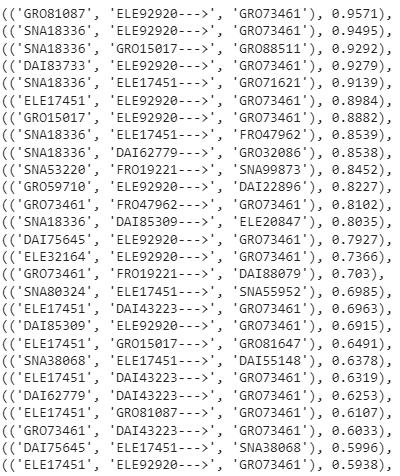 (('GRO81087', 'ELE92920--->', 'GRO73461'), 0.9571),
(('SNA18336', 'ELE92920--->', 'GRO73461'), 0.9495),
(('SNA18336', 'GRO15017--->', 'GRO88511'), 0.9292),
(('DAI83733', 'ELE92920--->', 'GRO73461'), 0.9279),
(('SNA18336', 'ELE17451--->', 'GRO71621'), 0.9139),
(('ELE17451', 'ELE92920--->', 'GRO73461'), 0.8984),
(('GRO15017', 'ELE92920--->', 'GRO73461'), 0.8882),
(('SNA18336', 'ELE17451--->', 'FRO47962'), 0.8539),
(('SNA18336', 'DAI62779--->', 'GRO32086'), 0.8538),
(('SNA53220', 'FRO19221--->', 'SNA99873'), 0.8452),
(('GRO59710', 'ELE92920--->', 'DAI22896'), 0.8227),
(('GRO73461', 'FRO47962--->', 'GRO73461'), 0.8102),
(('SNA18336', 'DAI85309--->', 'ELE20847'), 0.8035),
(('DAI75645', 'ELE92920--->', 'GRO73461'), 0.7927),
(('ELE32164', 'ELE92920--->', 'GRO73461'), 0.7366),
(('GRO73461', 'FRO19221--->', 'DAI88079'), 0.703),
(('SNA80324', 'ELE17451--->', 'SNA55952'), 0.6985),
(('ELE17451', 'DAI43223--->', 'GRO73461'), 0.6963),
(('DAI85309', 'ELE92920--->', 'GRO73461'), 0.6915),
(('ELE17451', 'GRO15017--->', 'GRO81647'), 0.6491),
(('SNA38068', 'ELE17451--->', 'DAI55148'), 0.6378),
(('ELE17451', 'DAI43223--->', 'GRO73461'), 0.6319),
(('DAI62779', 'DAI43223--->', 'GRO73461'), 0.6253),
(('ELE17451', 'GRO81087--->', 'GRO73461'), 0.6107),
(('GRO73461', 'DAI43223--->', 'GRO73461'), 0.6033),
(('DAI75645', 'ELE17451--->', 'SNA38068'), 0.5996),
(('ELE17451', 'ELE92920--->', 'GRO73461'), 0.5938),